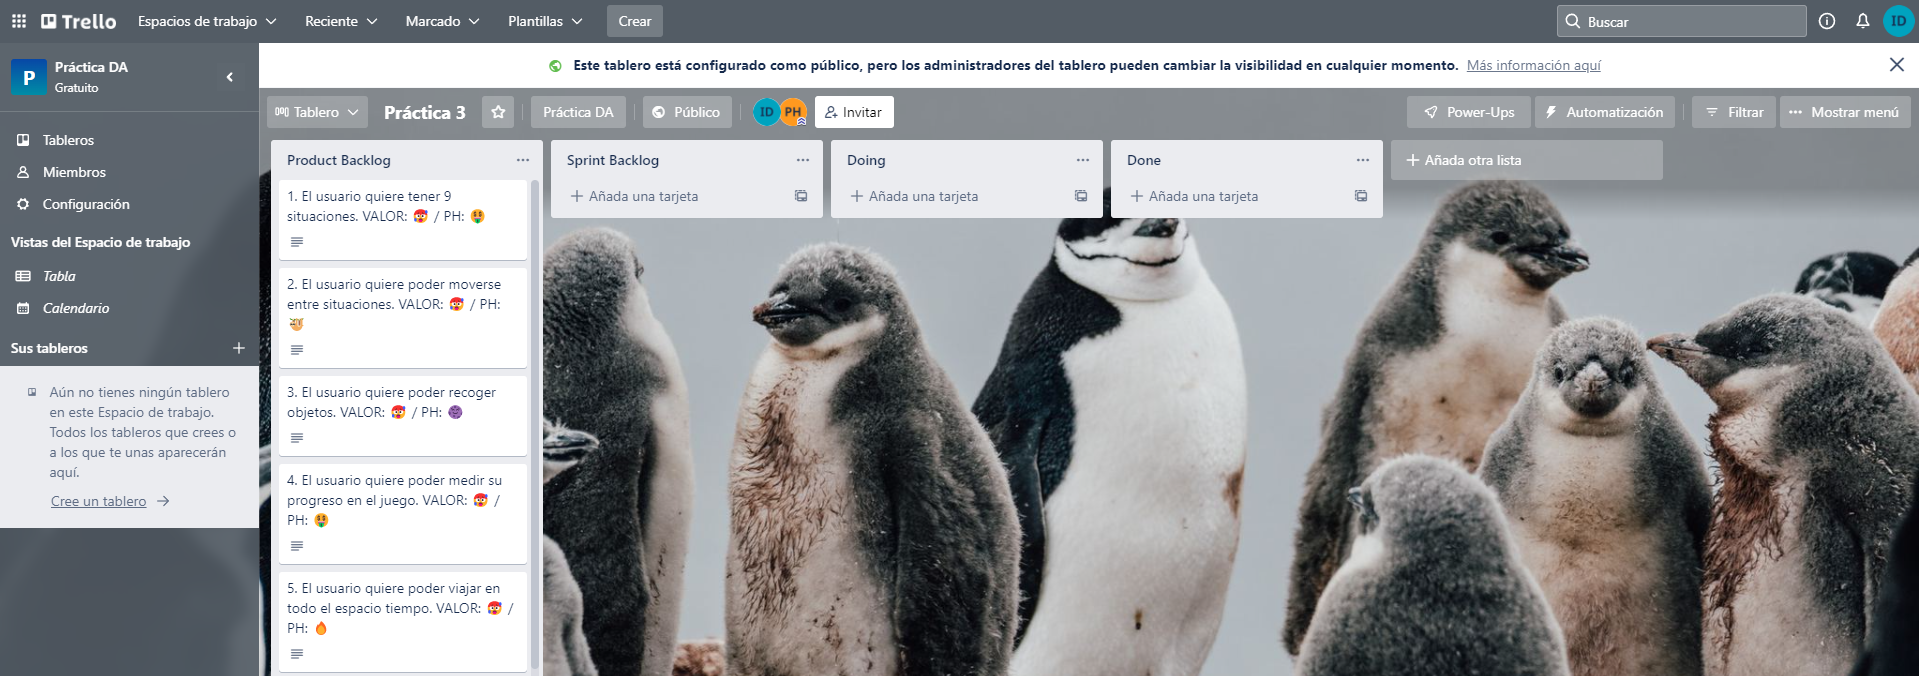 Trello
Espacios de trabajo
Reciente
Marcado
Plantillas
Crear
Buscar
ID
P
Práctica DA
Gratuito
Este tablero está configurado como público, pero los administradores del tablero pueden cambiar la visibilidad en cualquier momento. Más información aquí
Tablero
Práctica 3
Práctica DA
Público
ID
PH
Invitar
Power-Ups
Automatización
Filtrar
Mostrar menú
Tableros
Miembros
Configuración
Vistas del Espacio de trabajo
Tabla
Calendario
Sus tableros
Aún no tienes ningún tablero
en este Espacio de trabajo.
Todos los tableros que crees o
a los que te unas aparecerán
aquí.
Cree un tablero
Product Backlog
1. El usuario quiere tener 9
situaciones. VALOR: 🥵 / PH: 🤑
2. El usuario quiere poder moverse
entre situaciones. VALOR: 🥵 / PH:
🦥
3. El usuario quiere poder recoger
objetos. VALOR: 🥵 / PH:
4. El usuario quiere poder medir su
progreso en el juego. VALOR: 🥵 /
PH: 🤑
5. El usuario quiere poder viajar en
todo el espacio tiempo. VALOR: 🥵 /
PH: 🔥
Sprint Backlog
Añada una tarjeta
Doing
Añada una tarjeta
Done
Añada una tarjeta
Añada otra lista